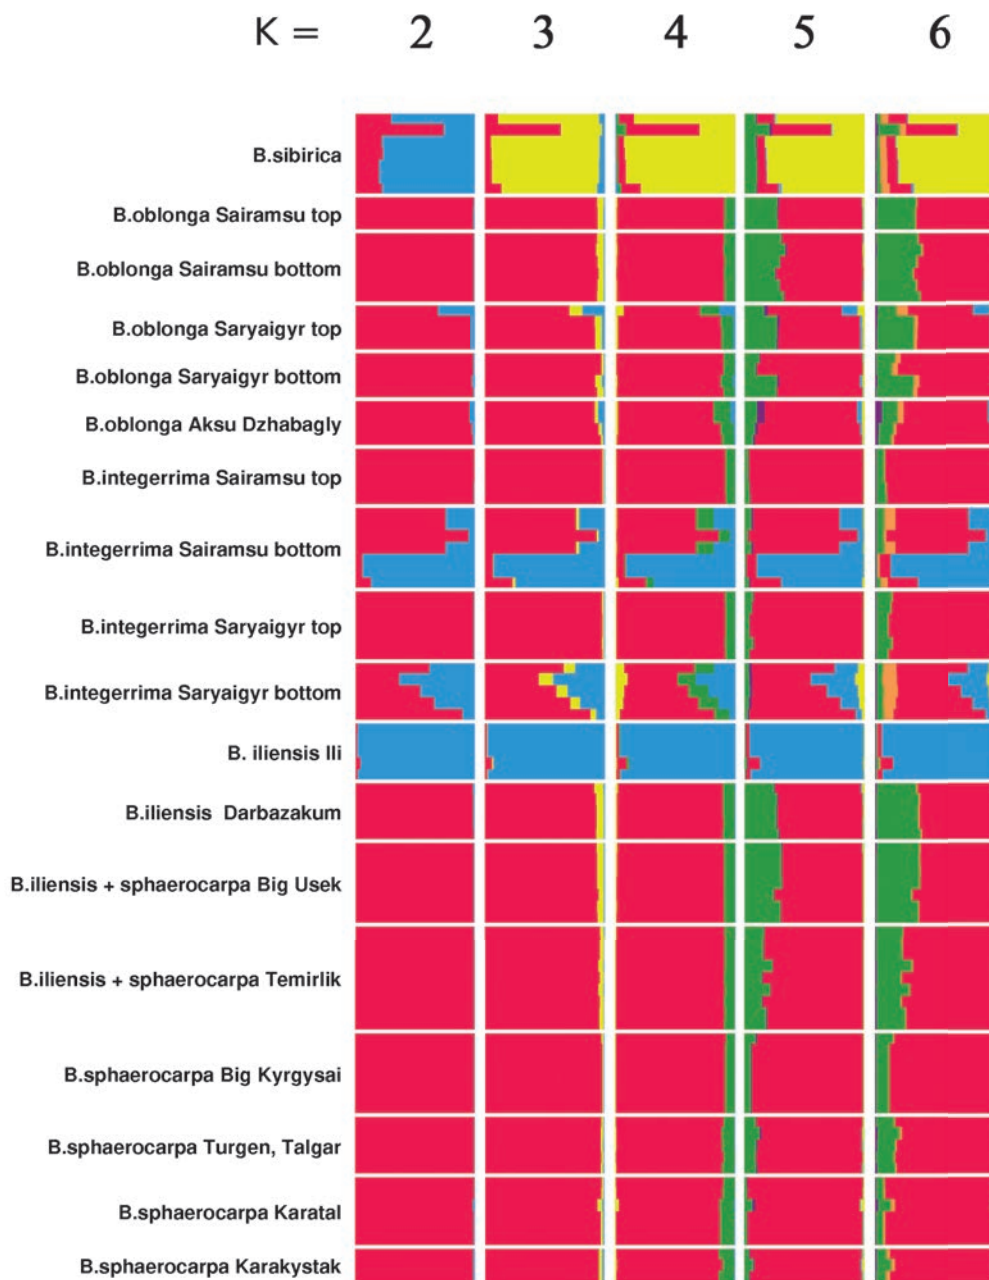 K = 2 3 4 5 6
B.sibirica
B.oblonga Sairamsu top
B.oblonga Sairamsu bottom
B.oblonga Saryaigyr top
B.oblonga Saryaigyr bottom
B.oblonga Aksu Dzhabagly
B.integerrima Sairamsu top
B.integerrima Sairamsu bottom
B.integerrima Saryaigyr top
B.integerrima Saryaigyr bottom
B. iliensis Ili
B.iliensis Darbazakum
B.iliensis + sphaerocarpa Big Usek
B.iliensis + sphaerocarpa Temirlik
B.sphaerocarpa Big Kyrgysai
B.sphaerocarpa Turgen, Talgar
B.sphaerocarpa Karatal
B.sphaerocarpa Karakystak